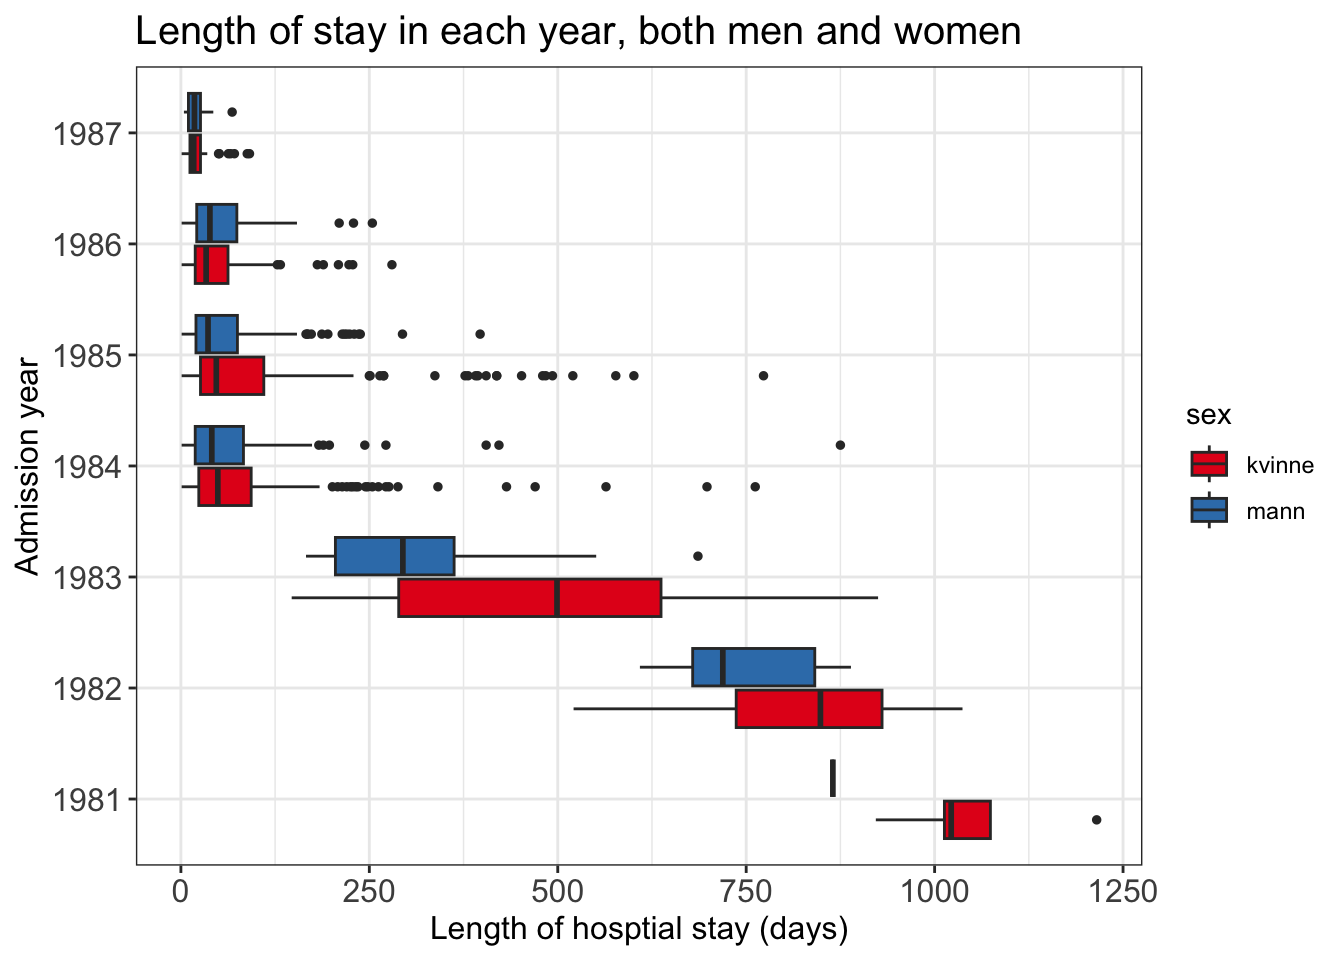 Length of stay in each year, both men and women
Admission year
1987
1986
1985
1984
1983
1982
1981
0 250 500 750 1000 1250
Length of hosptial stay (days)
sex
kvinne
mann